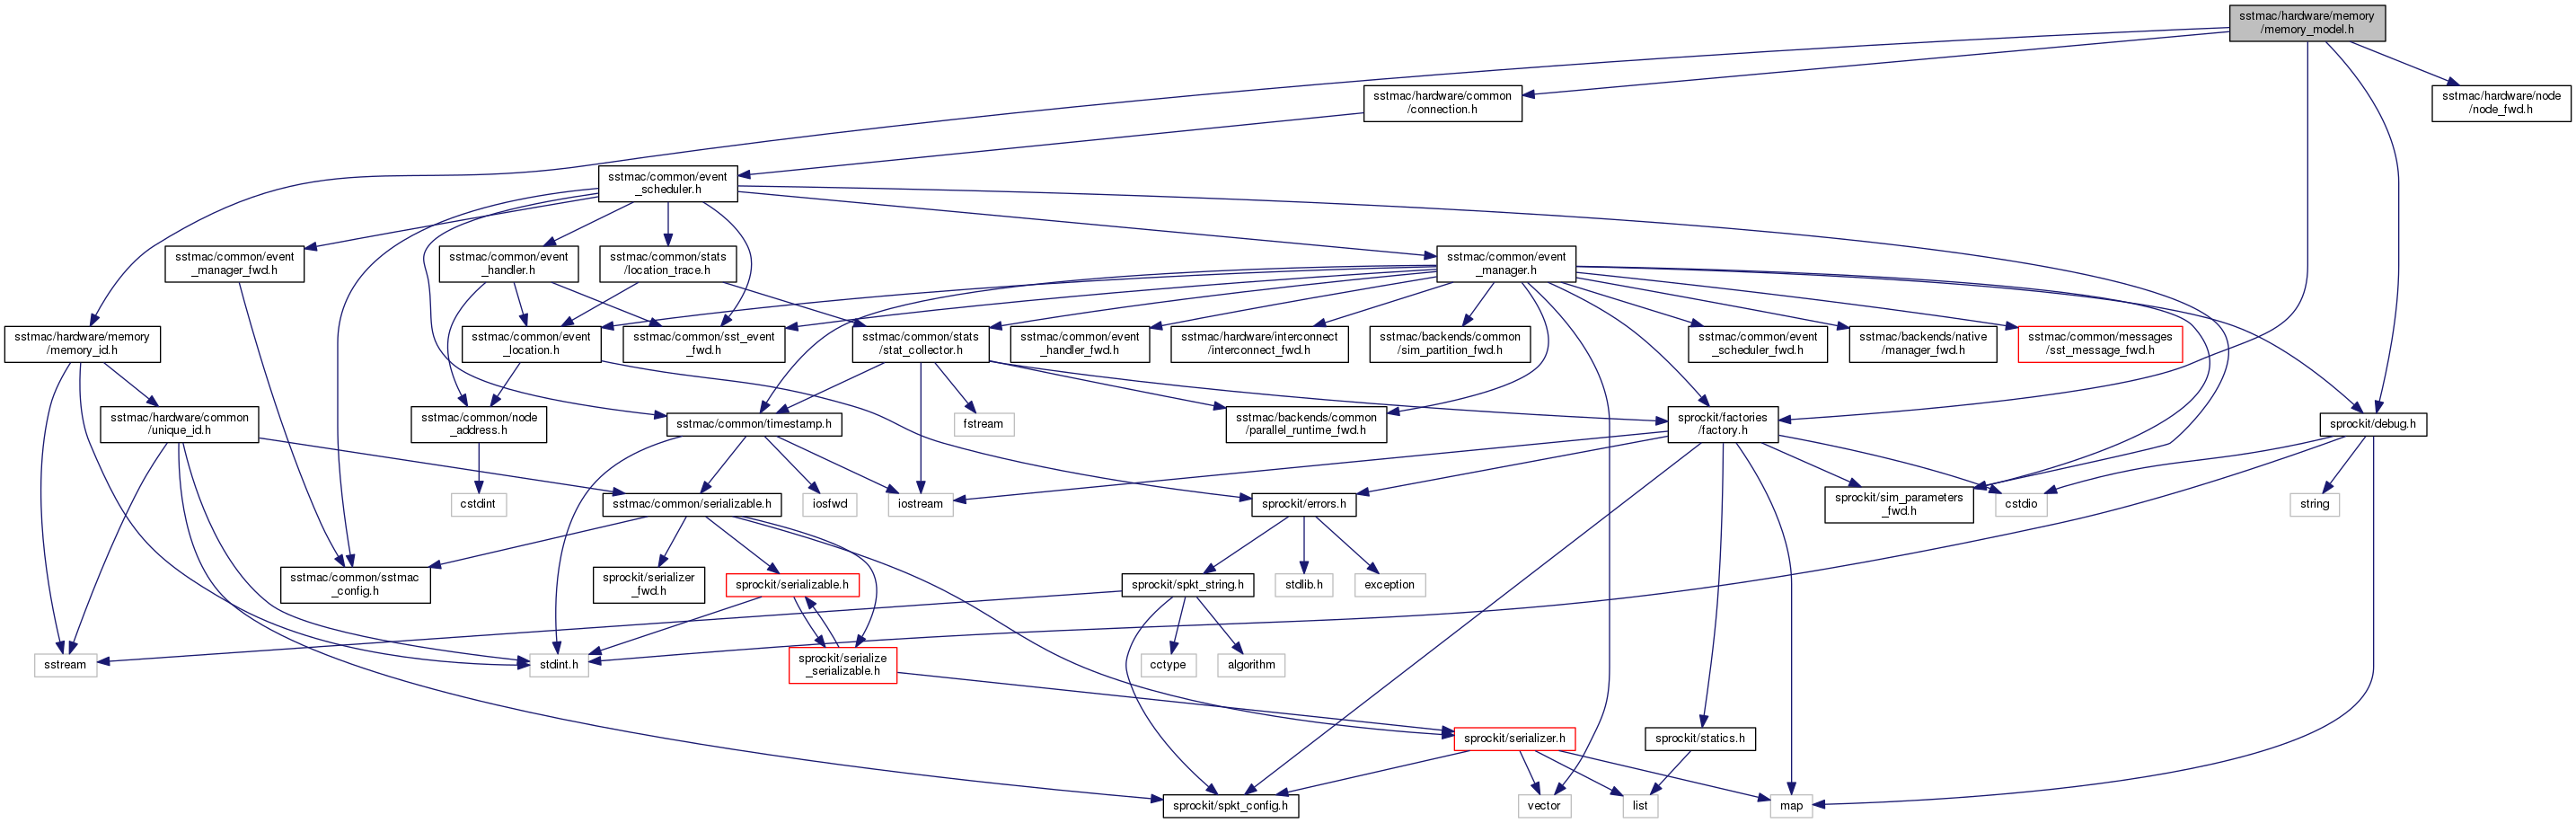 sstmac/hardware/memory
/memory_model.h
sstmac/hardware/common
/connection.h
sstmac/hardware/node
/node_fwd.h
sstmac/common/event
_scheduler.h
sstmac/common/event
_manager_fwd.h
sstmac/common/event
_handler.h
sstmac/common/stats
/location_trace.h
sstmac/common/event
_manager.h
sstmac/hardware/memory
/memory_id.h
sstmac/common/event
_location.h
sstmac/common/sst_event
_fwd.h
sstmac/common/stats
/stat_collector.h
sstmac/common/event
_handler_fwd.h
sstmac/hardware/interconnect
/interconnect_fwd.h
sstmac/backends/common
/sim_partition_fwd.h
sstmac/common/event
_scheduler_fwd.h
sstmac/backends/native
/manager_fwd.h
sstmac/common/messages
/sst_message_fwd.h
sstmac/hardware/common
/unique_id.h
sstmac/common/node
_address.h
sstmac/common/timestamp.h
fstream
sstmac/backends/common
/parallel_runtime_fwd.h
sprockit/factories
/factory.h
sprockit/debug.h
cstdint
sstmac/common/serializable.h
iosfwd
iostream
sprockit/errors.h
sprockit/sim_parameters
_fwd.h
cstdio
string
sstmac/common/sstmac
_config.h
sprockit/serializer
_fwd.h
sprockit/serializable.h
sprockit/spkt_string.h
stdlib.h
exception
sstream
stdint.h
sprockit/serialize
_serializable.h
cctype
algorithm
sprockit/serializer.h
sprockit/statics.h
sprockit/spkt_config.h
vector
list
map